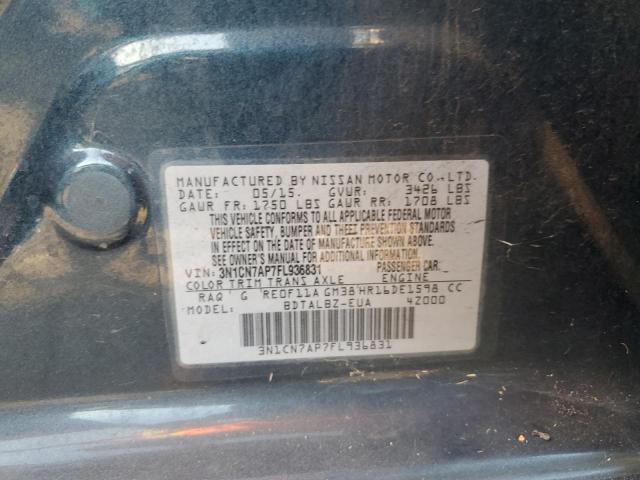 MANUFACTURED BY NISSAN MOTOR CO.,LTD.
DATE: 05/15. GVWR: 3426 LBS
GAWR FR: 1750 LBS GAWR RR: 1708 LBS
THIS VEHICLE CONFORMS TO ALL APPLICABLE FEDERAL MOTOR
VEHICLE SAFETY, BUMPER AND THEFT PREVENTION STANDARDS
IN EFFECT ON THE DATE OF MANUFACTURE SHOWN ABOVE.
SEE OWNER'S MANUAL FOR ADDITIONAL INFORMATION.
VIN: 3N1CN7AP7FL936831 PASSENGER CAR
COLOR TRIM TRANS AXLE ENGINE
RAQ G RE0F11A GM38 HR16DE1598 CC
MODEL: BDTALBZ-EUA 4Z000
3N1CN7AP7FL936831